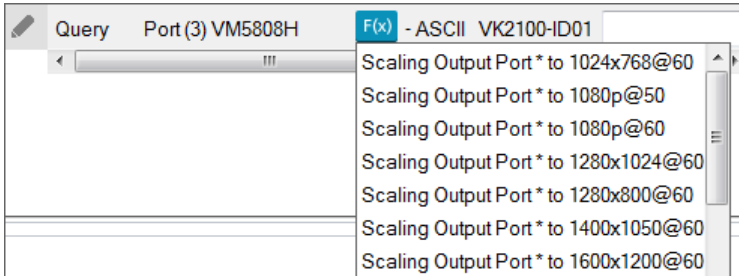 Query Port (3) VM5808H F(x) - ASCII VK2100-ID01
Scaling Output Port * to 1024x768@60
Scaling Output Port * to 1080p@50
Scaling Output Port * to 1080p@60
Scaling Output Port * to 1280x1024@60
Scaling Output Port * to 1280x800@60
Scaling Output Port * to 1400x1050@60
Scaling Output Port * to 1600x1200@60